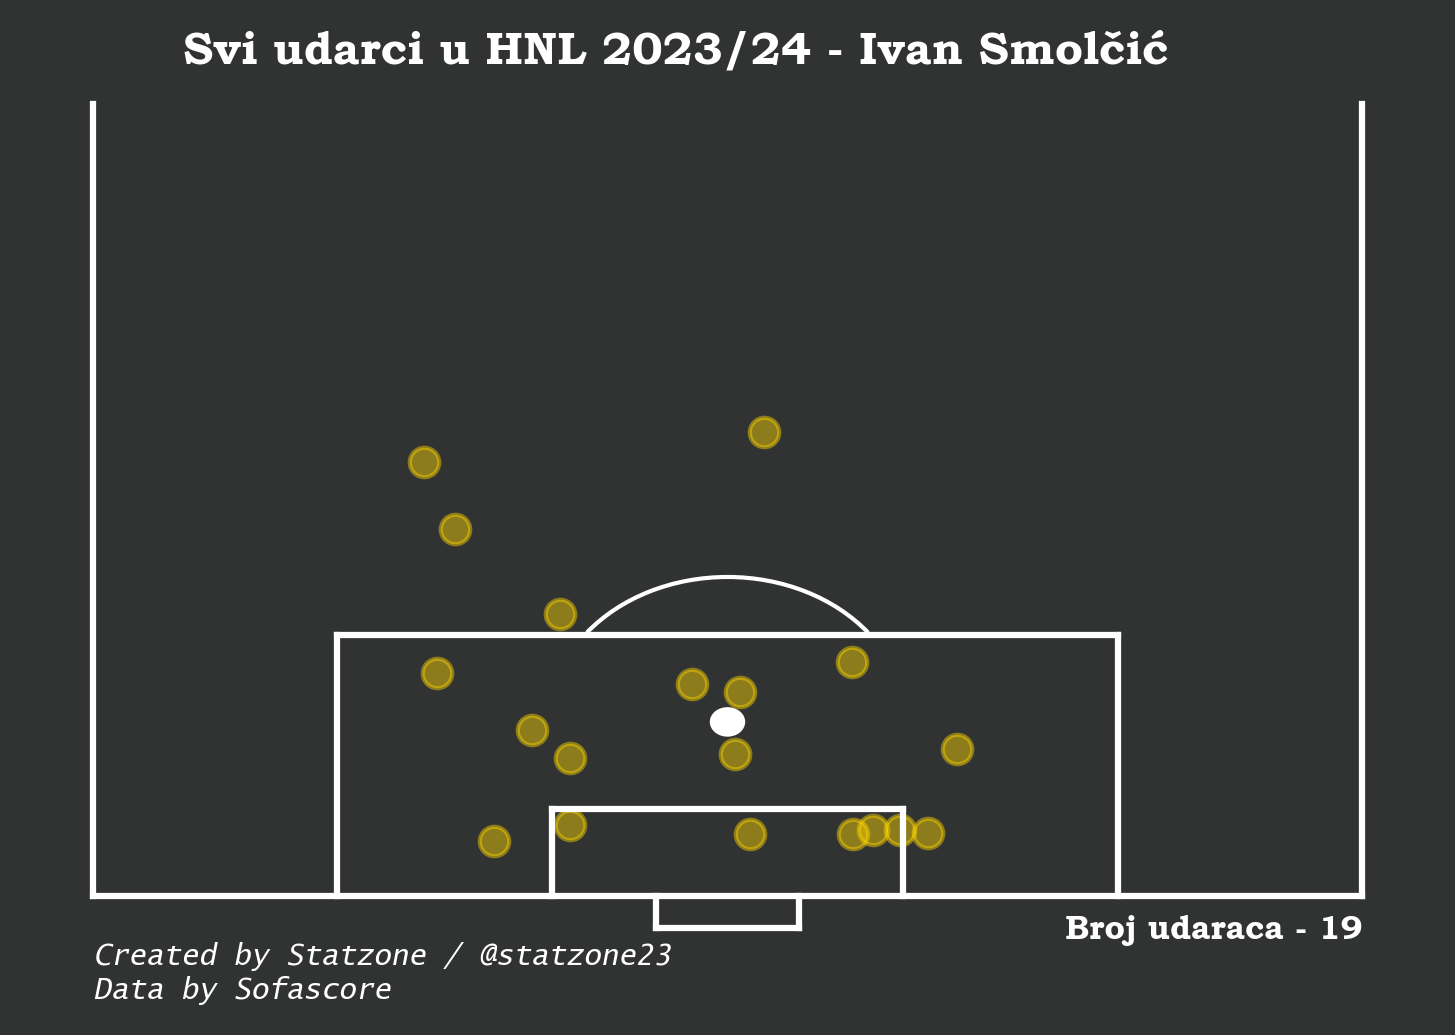 Svi udarci u HNL 2023/24 - Ivan Smolčić
Broj udaraca - 19
Created by Statzone / @statzone23
Data by Sofascore